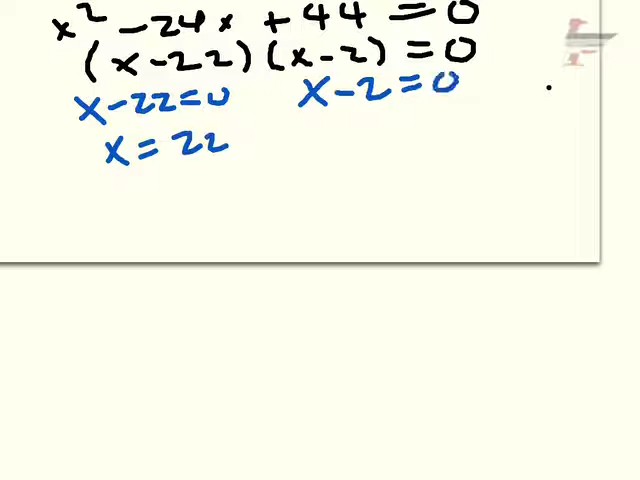 x² - 24x + 44 = 0
(x-22)(x-2) = 0
x-22=0 x-2=0
x = 22